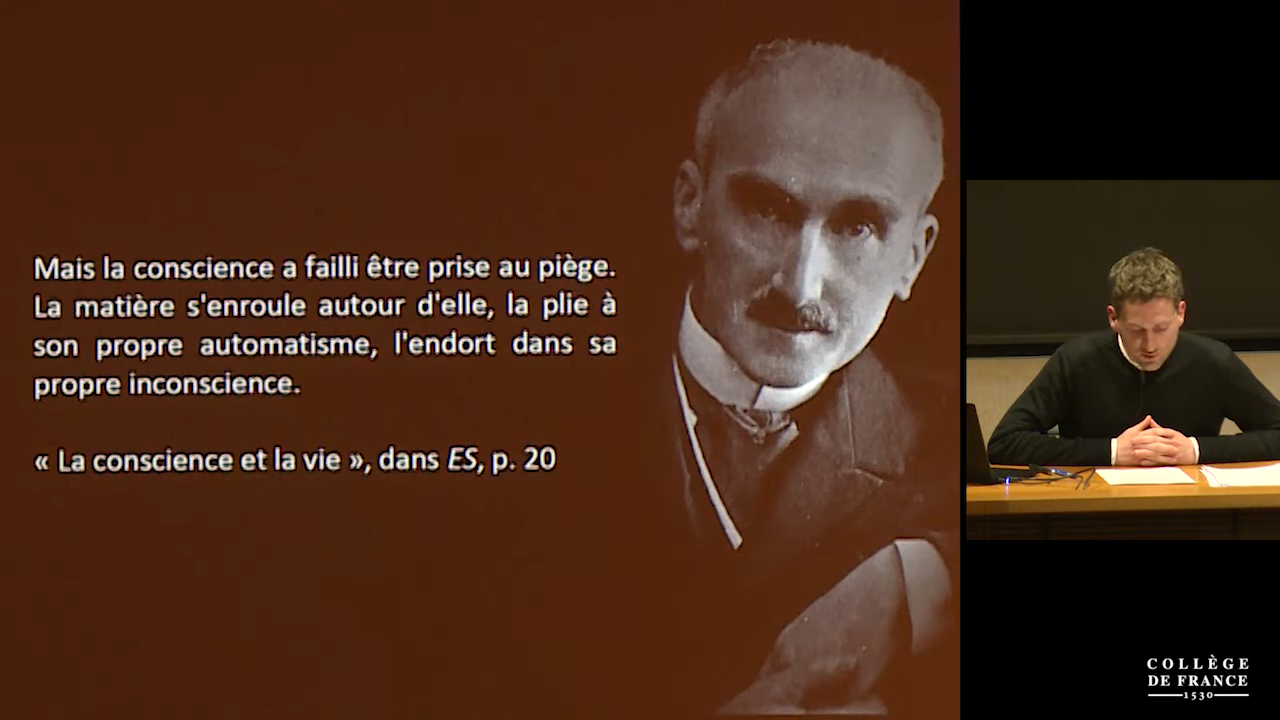 Mais la conscience a failli être prise au piège.
La matière s'enroule autour d'elle, la plie à
son propre automatisme, l'endort dans sa
propre inconscience.
« La conscience et la vie », dans ES, p. 20
COLLÈGE
DE FRANCE
1530